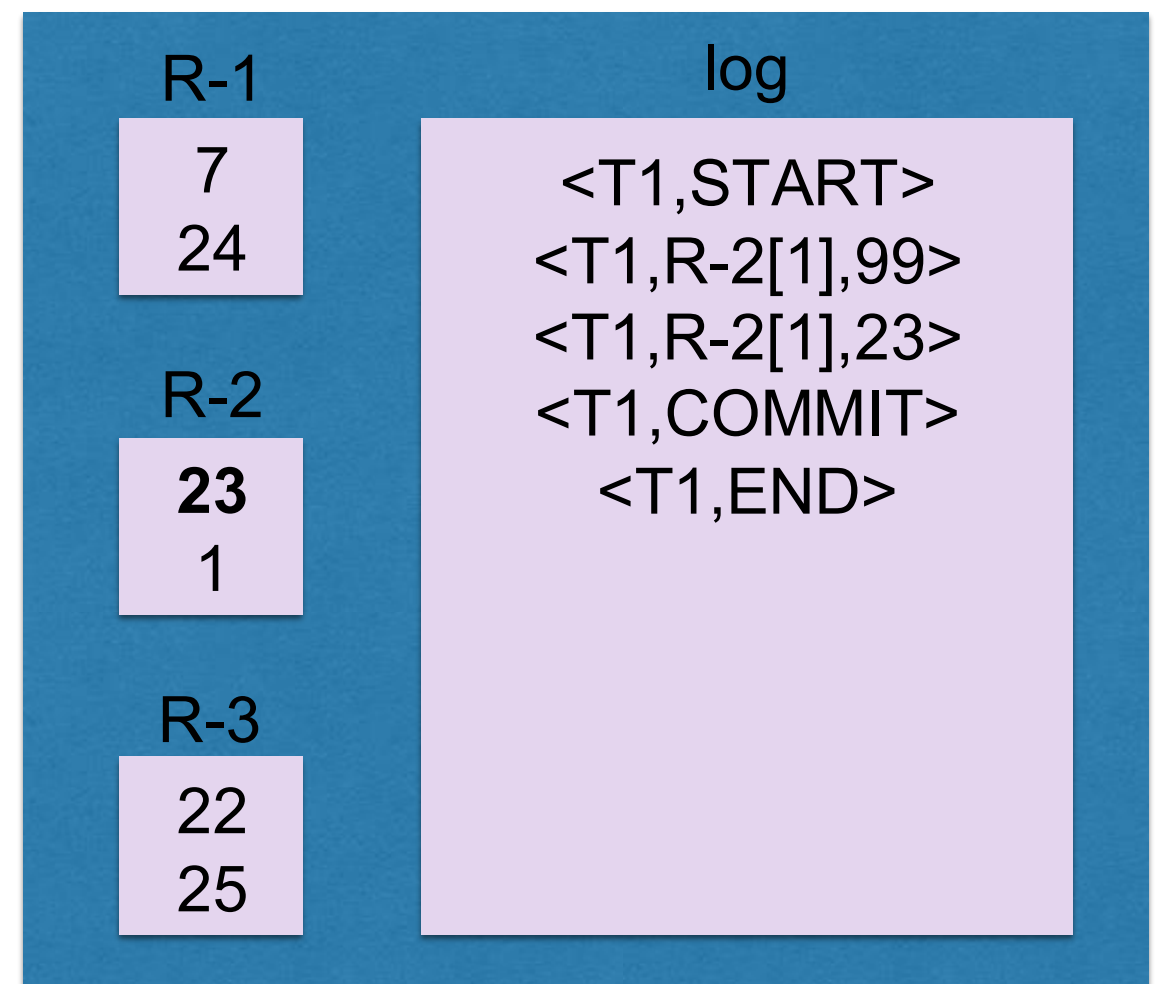 R-1
7
24
R-2
23
1
R-3
22
25
log
<T1,START>
<T1,R-2[1],99>
<T1,R-2[1],23>
<T1,COMMIT>
<T1,END>